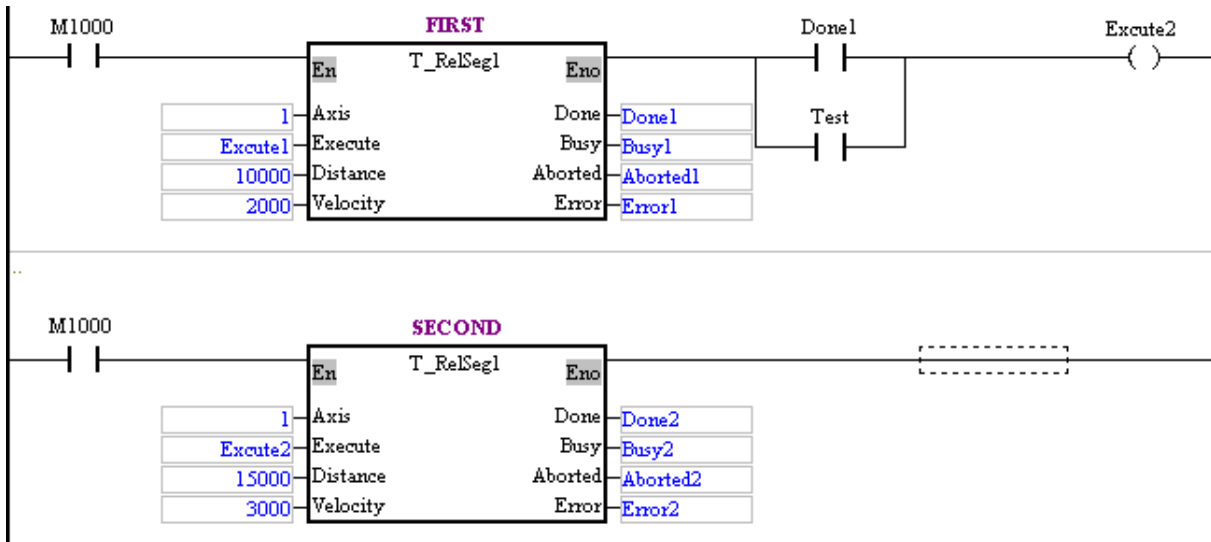 M1000 FIRST Done1 Excute2
En T_RelSeg1 Eno
1 Axis Done Done1 Test
Excute1 Execute Busy Busy1
10000 Distance Aborted Aborted1
2000 Velocity Error Error1
..
M1000 SECOND
En T_RelSeg1 Eno
1 Axis Done Done2
Excute2 Execute Busy Busy2
15000 Distance Aborted Aborted2
3000 Velocity Error Error2